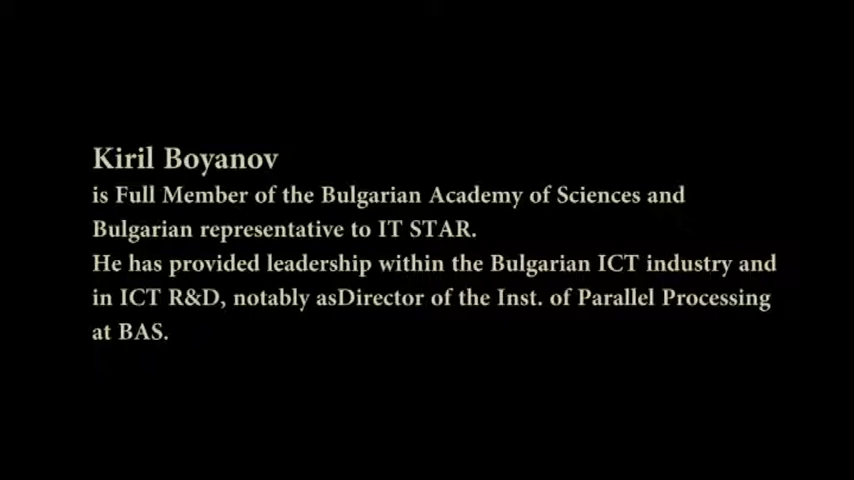 Kiril Boyanov
is Full Member of the Bulgarian Academy of Sciences and
Bulgarian representative to IT STAR.
He has provided leadership within the Bulgarian ICT industry and
in ICT R&D, notably asDirector of the Inst. of Parallel Processing
at BAS.